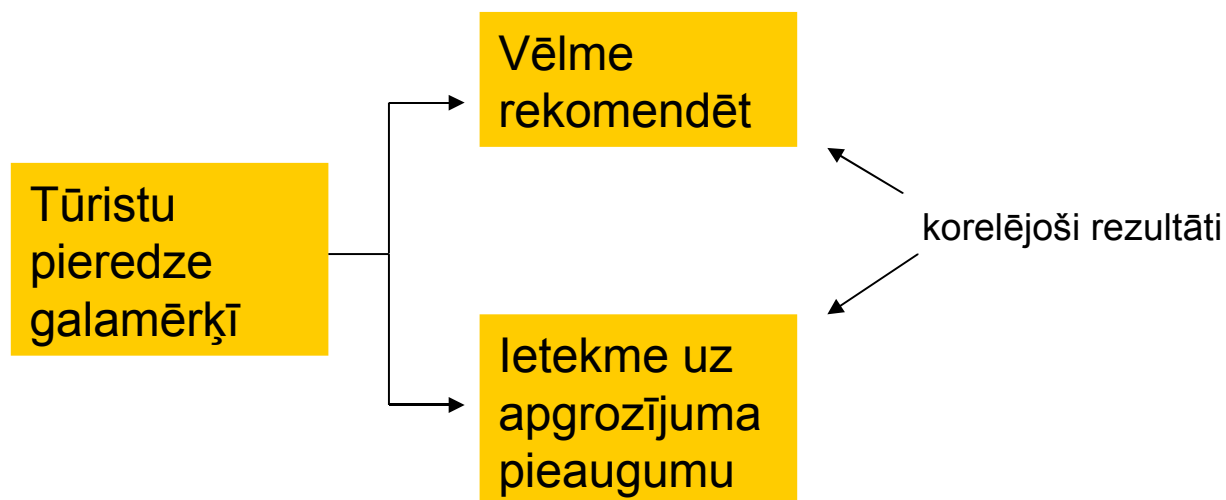 Vēlme
rekomendēt
Tūristu
pieredze
galamērķī
korelējoši rezultāti
Ietekme uz
apgrozījuma
pieaugumu